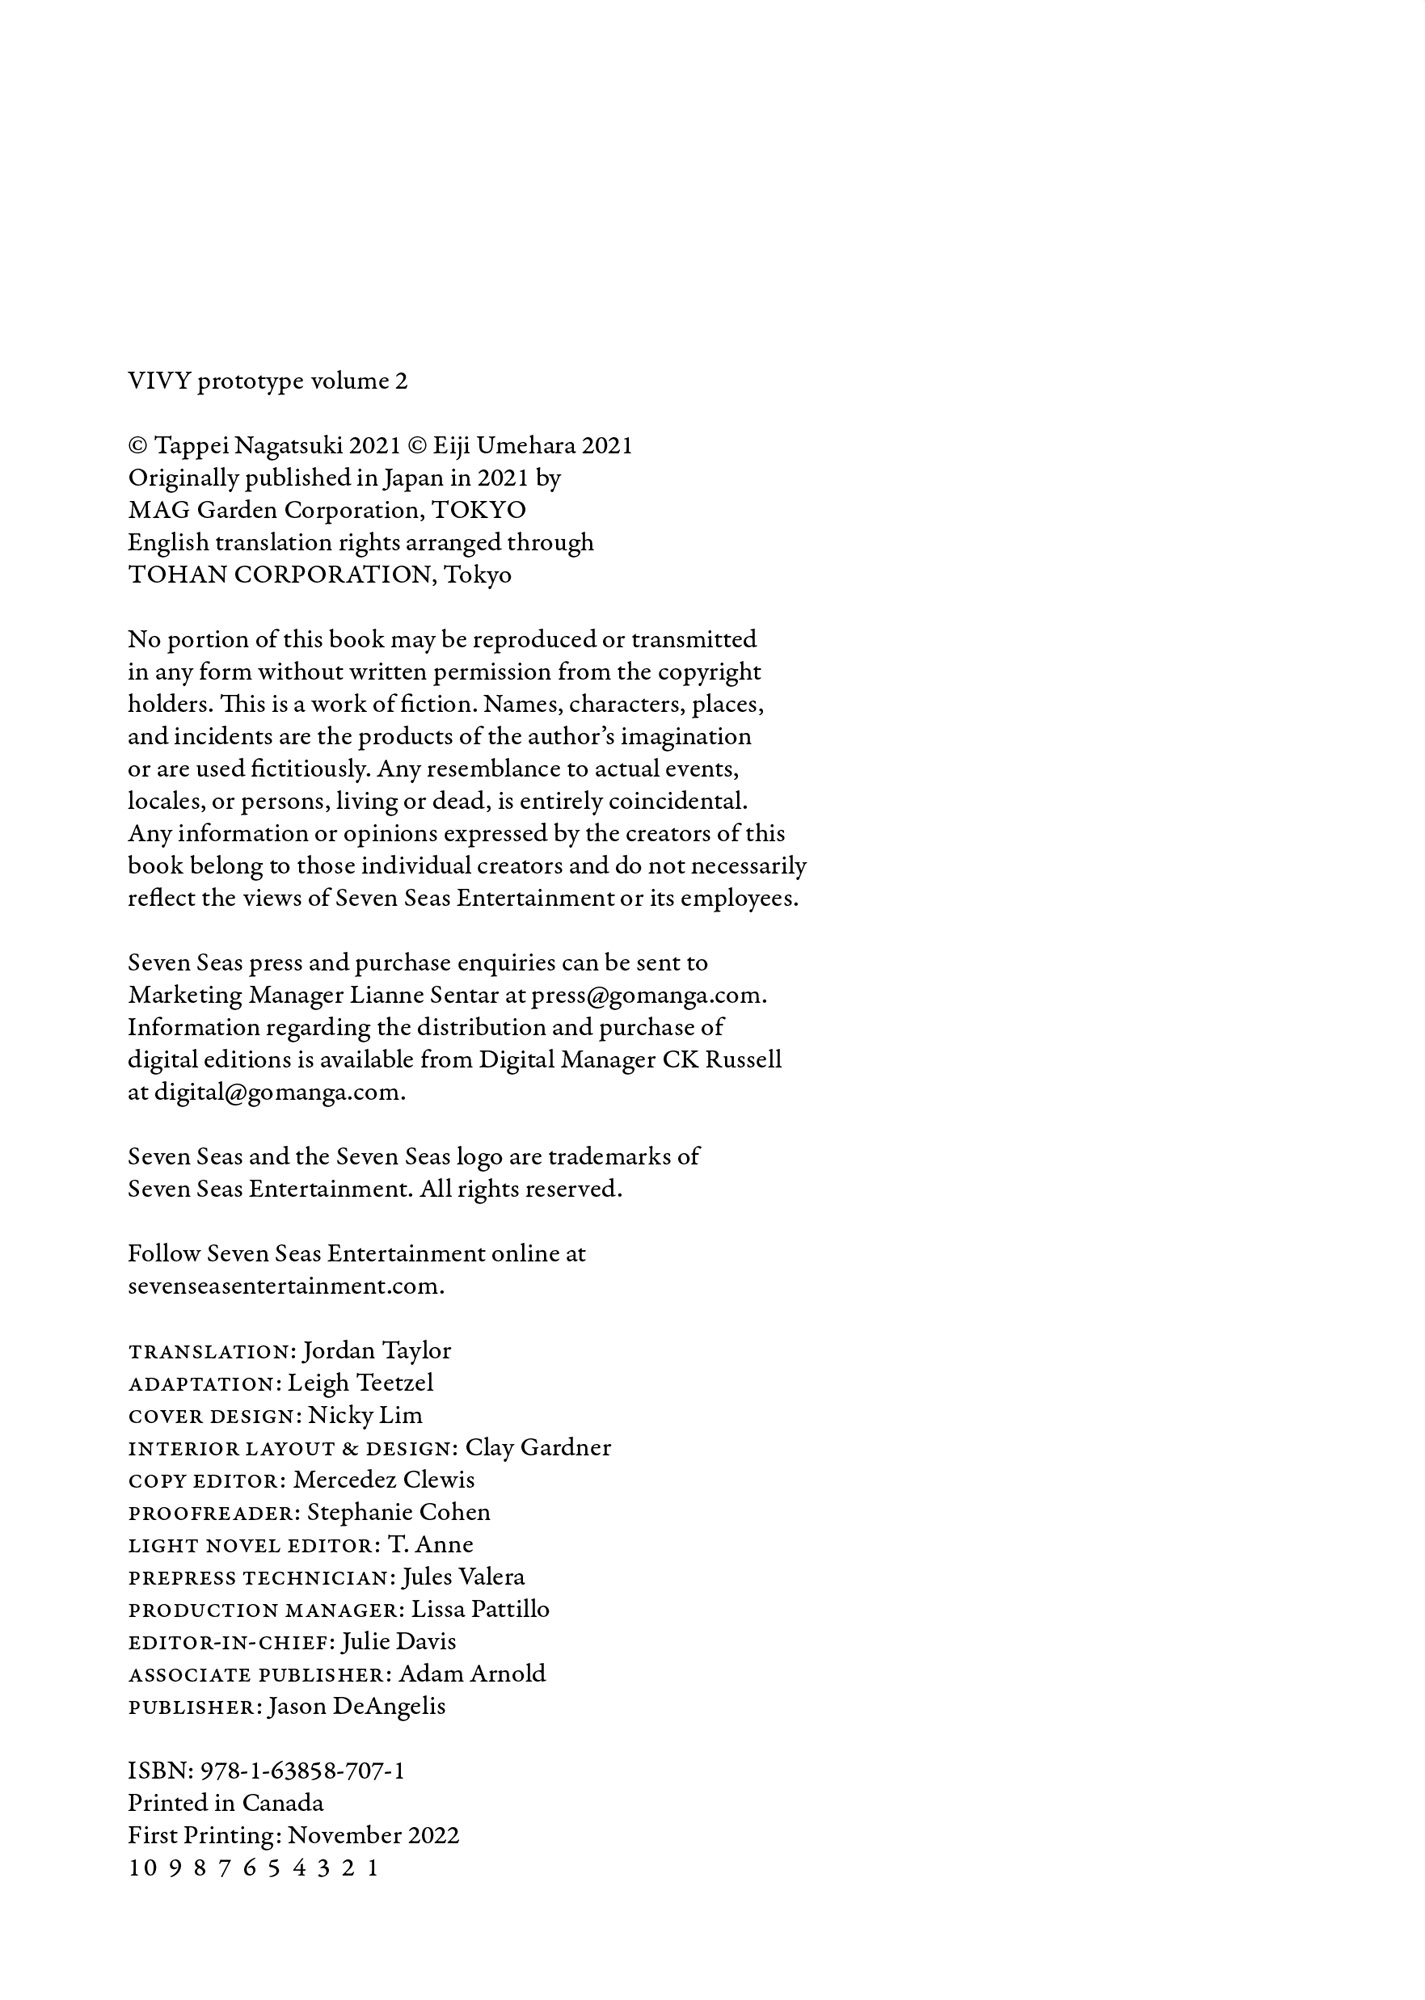 VIVY prototype volume 2
© Tappei Nagatsuki 2021 © Eiji Umehara 2021
Originally published in Japan in 2021 by
MAG Garden Corporation, TOKYO
English translation rights arranged through
TOHAN CORPORATION, Tokyo
No portion of this book may be reproduced or transmitted
in any form without written permission from the copyright
holders. This is a work of fiction. Names, characters, places,
and incidents are the products of the author’s imagination
or are used fictitiously. Any resemblance to actual events,
locales, or persons, living or dead, is entirely coincidental.
Any information or opinions expressed by the creators of this
book belong to those individual creators and do not necessarily
reflect the views of Seven Seas Entertainment or its employees.
Seven Seas press and purchase enquiries can be sent to
Marketing Manager Lianne Sentar at press@gomanga.com.
Information regarding the distribution and purchase of
digital editions is available from Digital Manager CK Russell
at digital@gomanga.com.
Seven Seas and the Seven Seas logo are trademarks of
Seven Seas Entertainment. All rights reserved.
Follow Seven Seas Entertainment online at
sevenseasentertainment.com.
TRANSLATION: Jordan Taylor
ADAPTATION: Leigh Teetzel
COVER DESIGN: Nicky Lim
INTERIOR LAYOUT & DESIGN: Clay Gardner
COPY EDITOR: Mercedez Clewis
PROOFREADER: Stephanie Cohen
LIGHT NOVEL EDITOR: T. Anne
PREPRESS TECHNICIAN: Jules Valera
PRODUCTION MANAGER: Lissa Pattillo
EDITOR-IN-CHIEF: Julie Davis
ASSOCIATE PUBLISHER: Adam Arnold
PUBLISHER: Jason DeAngelis
ISBN: 978-1-63858-707-1
Printed in Canada
First Printing: November 2022
10 9 8 7 6 5 4 3 2 1